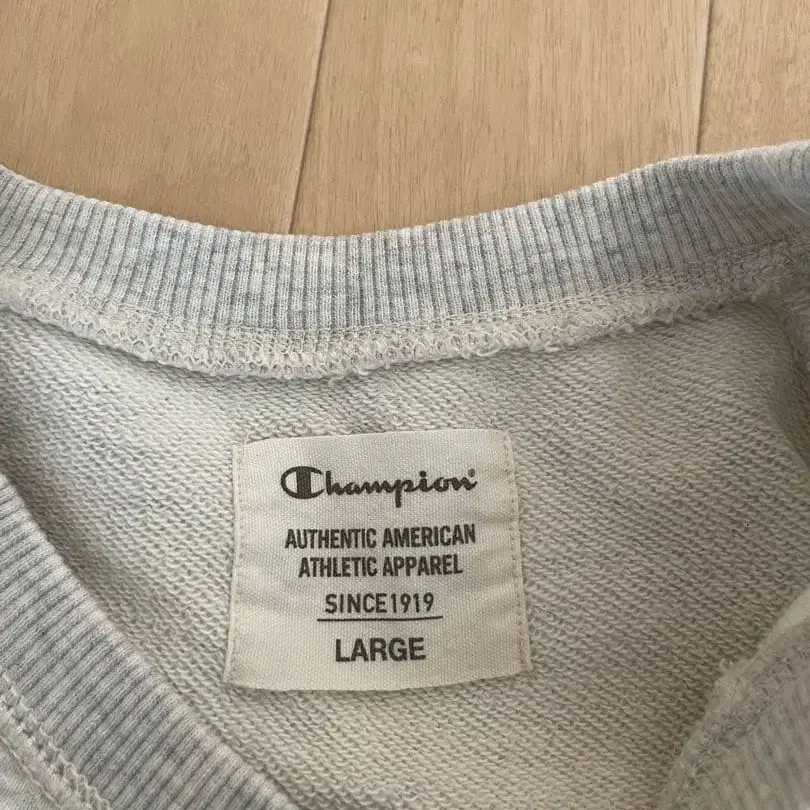 Champion®
AUTHENTIC AMERICAN
ATHLETIC APPAREL
SINCE1919
LARGE